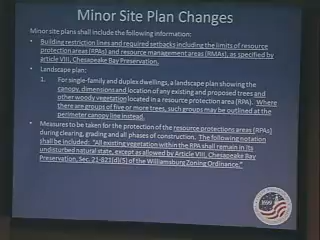 Minor Site Plan Changes
Minor site plans shall include the following information:
• Building restriction lines and required setbacks including the limits of resource
protection areas (RPAs) and resource management areas (RMAs), as specified by
article VIII, Chesapeake Bay Preservation.
• Landscape plan:
1. For single-family and duplex dwellings, a landscape plan showing the
canopy, dimensions and location of any existing and proposed trees and
other woody vegetation located in a resource protection area (RPA). Where
there are groups of five or more trees, such groups may be outlined at the
perimeter canopy line instead.
• Measures to be taken for the protection of the resource protections areas (RPAs)
during clearing, grading and all phases of construction. The following notation
shall be included: "All existing vegetation within the RPA shall remain in its
undisturbed natural state, except as allowed by Article VIII, Chesapeake Bay
Preservation, Sec. 21-821(d)(5) of the Williamsburg Zoning Ordinance."
1699